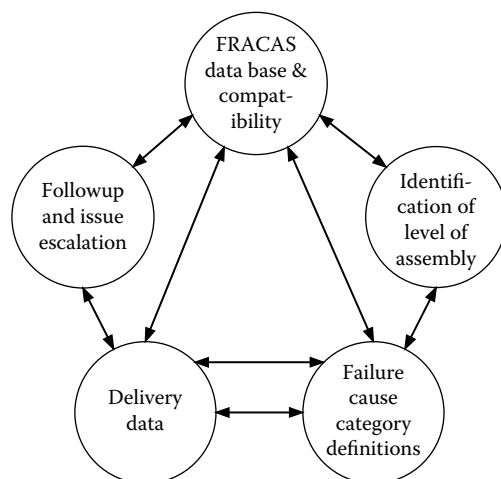 FRACAS
data base &
compat-
ibility
Followup
and issue
escalation
Identifi-
cation of
level of
assembly
Delivery
data
Failure
cause
category
definitions